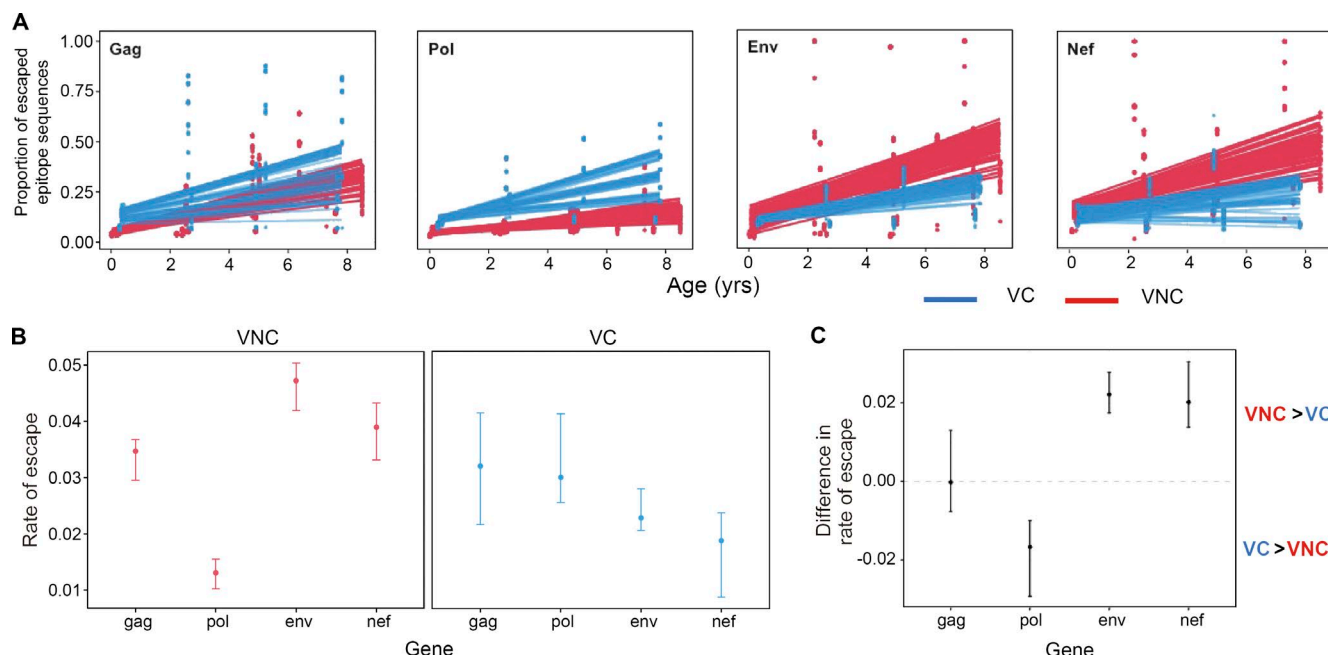 A
Gag
Pol
Env
Nef
Proportion of escaped
epitope sequences
1.00
0.75
0.50
0.25
0.00
0 2 4 6 8
0 2 4 6 8
0 2 4 6 8
0 2 4 6 8
Age (yrs)
VC
VNC
B
VNC
VC
Rate of escape
0.05
0.04
0.03
0.02
0.01
gag pol env nef
gag pol env nef
Gene
C
Difference in
rate of escape
0.02
0.00
-0.02
gag pol env nef
Gene
VNC >VC
VC >VNC